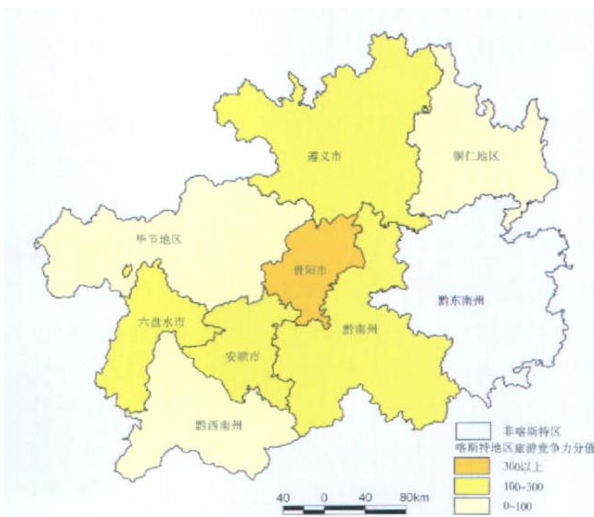 遵义市
铜仁地区
毕节地区
贵阳市
黔东南州
六盘水市
黔南州
安顺市
黔西南州
非喀斯特区
喀斯特地区旅游竞争力分值
300以上
100-300
0-100
40 0 40 80km